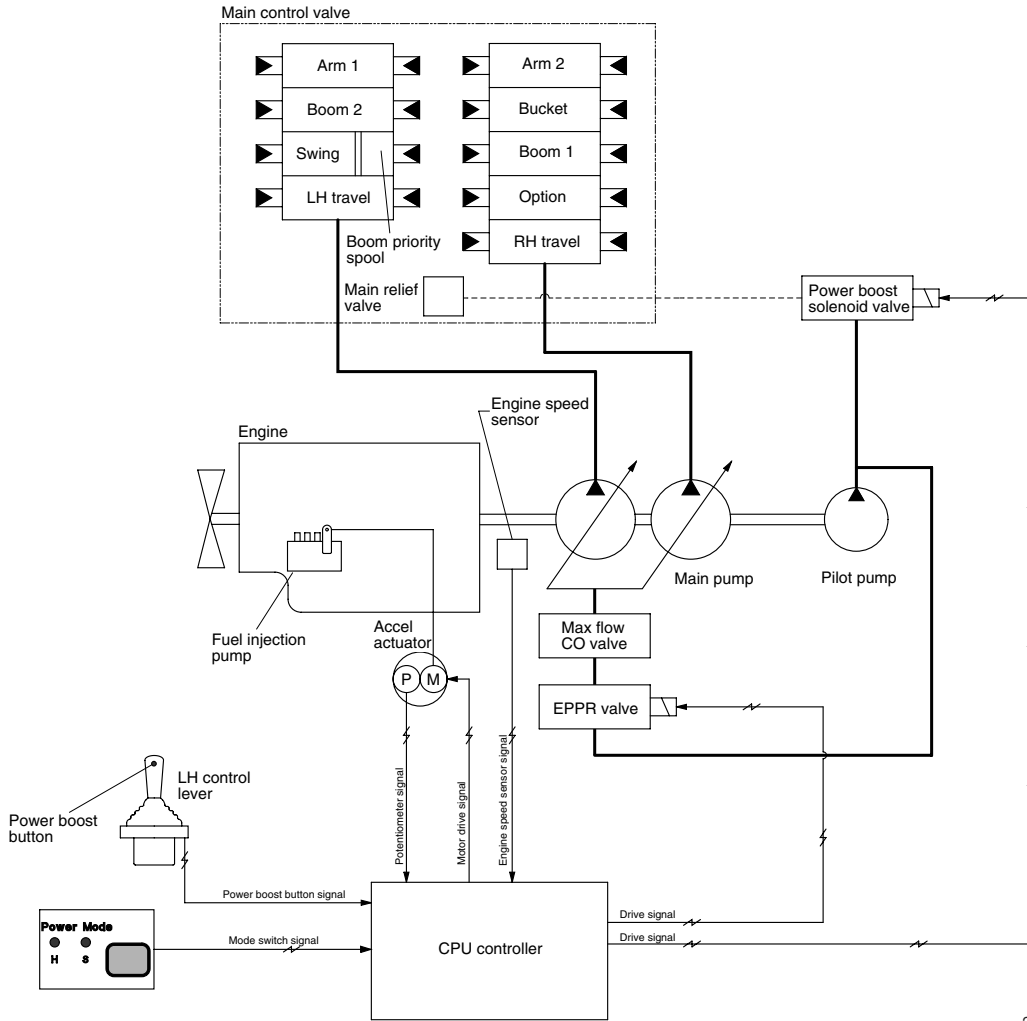 Main control valve
Arm 1
Arm 2
Boom 2
Bucket
Swing
Boom 1
LH travel
Option
RH travel
Boom priority
spool
Main relief
valve
Power boost
solenoid valve
Engine speed
sensor
Engine
Main pump
Pilot pump
Fuel injection
pump
Accel
actuator
P
M
Max flow
CO valve
EPPR valve
LH control
lever
Power boost
button
Potentiometer signal
Motor drive signal
Engine speed sensor signal
Power boost button signal
Power Mode
H
S
Mode switch signal
CPU controller
Drive signal
Drive signal